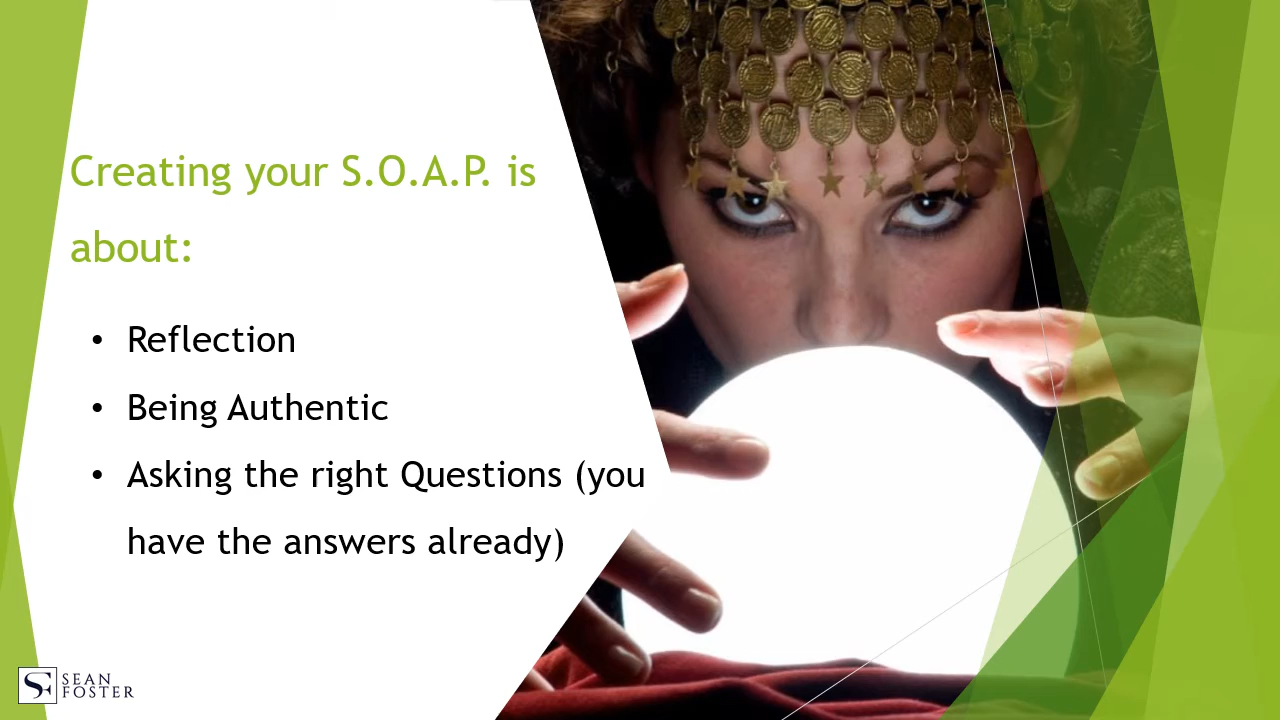 Creating your S.O.A.P. is
about:
• Reflection
• Being Authentic
• Asking the right Questions (you
have the answers already)
SEAN
FOSTER